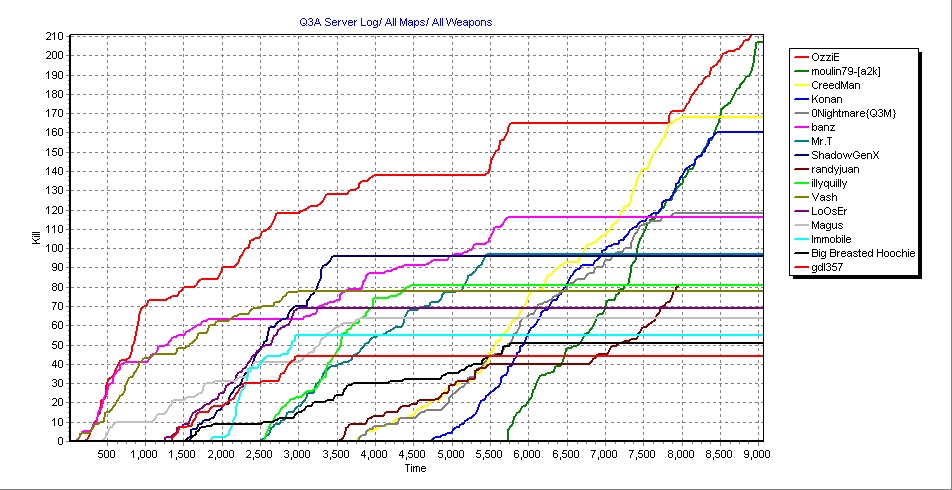 Q3A Server Log/ All Maps/ All Weapons
210
200
190
180
170
160
150
140
130
120
110
100
90
80
70
60
50
40
30
20
10
0
Kill
500 1,000 1,500 2,000 2,500 3,000 3,500 4,000 4,500 5,000 5,500 6,000 6,500 7,000 7,500 8,000 8,500 9,000
Time
OzziE
moulin79-[a2k]
CreedMan
Konan
0Nightmare{Q3M}
banz
Mr.T
ShadowGenX
randyjuan
illyquilly
Vash
LoOsEr
Magus
Immobile
Big Breasted Hoochie
gdl357